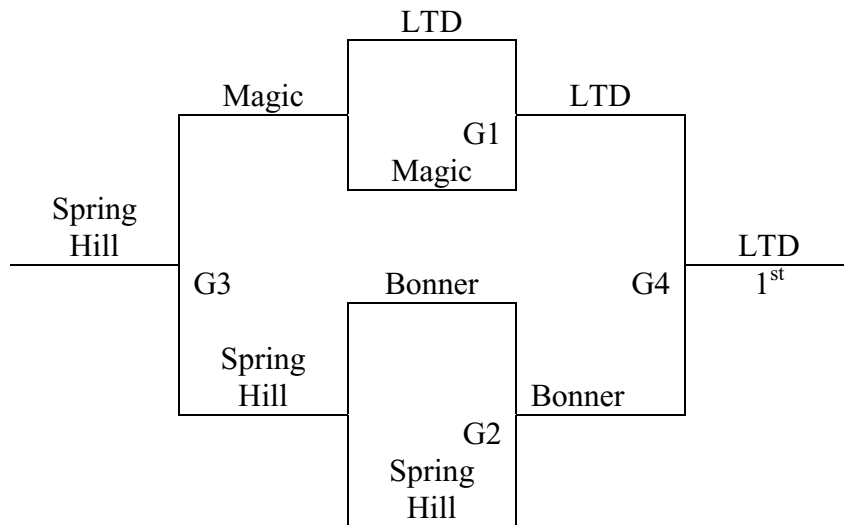 LTD
Magic
LTD
G1
Magic
Spring
Hill
LTD
1st
G3
Bonner
G4
Spring
Hill
Bonner
G2
Spring
Hill